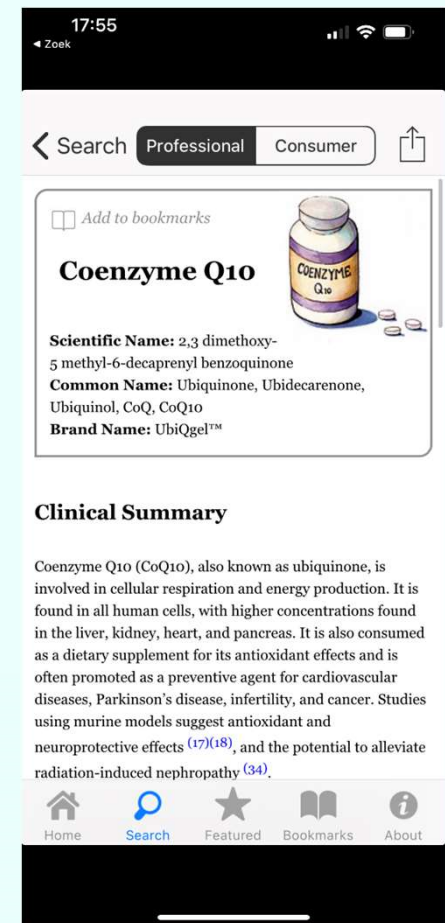 17:55
◄ Zoek
Search
Professional
Consumer
Add to bookmarks
Coenzyme Q10
COENZYME
Q10
Scientific Name: 2,3 dimethoxy-
5 methyl-6-decaprenyl benzoquinone
Common Name: Ubiquinone, Ubidecarenone,
Ubiquinol, CoQ, CoQ10
Brand Name: UbiQgel™
Clinical Summary
Coenzyme Q10 (CoQ10), also known as ubiquinone, is
involved in cellular respiration and energy production. It is
found in all human cells, with higher concentrations found
in the liver, kidney, heart, and pancreas. It is also consumed
as a dietary supplement for its antioxidant effects and is
often promoted as a preventive agent for cardiovascular
diseases, Parkinson’s disease, infertility, and cancer. Studies
using murine models suggest antioxidant and
neuroprotective effects (17)(18), and the potential to alleviate
radiation-induced nephropathy (34).
Home
Search
Featured
Bookmarks
About